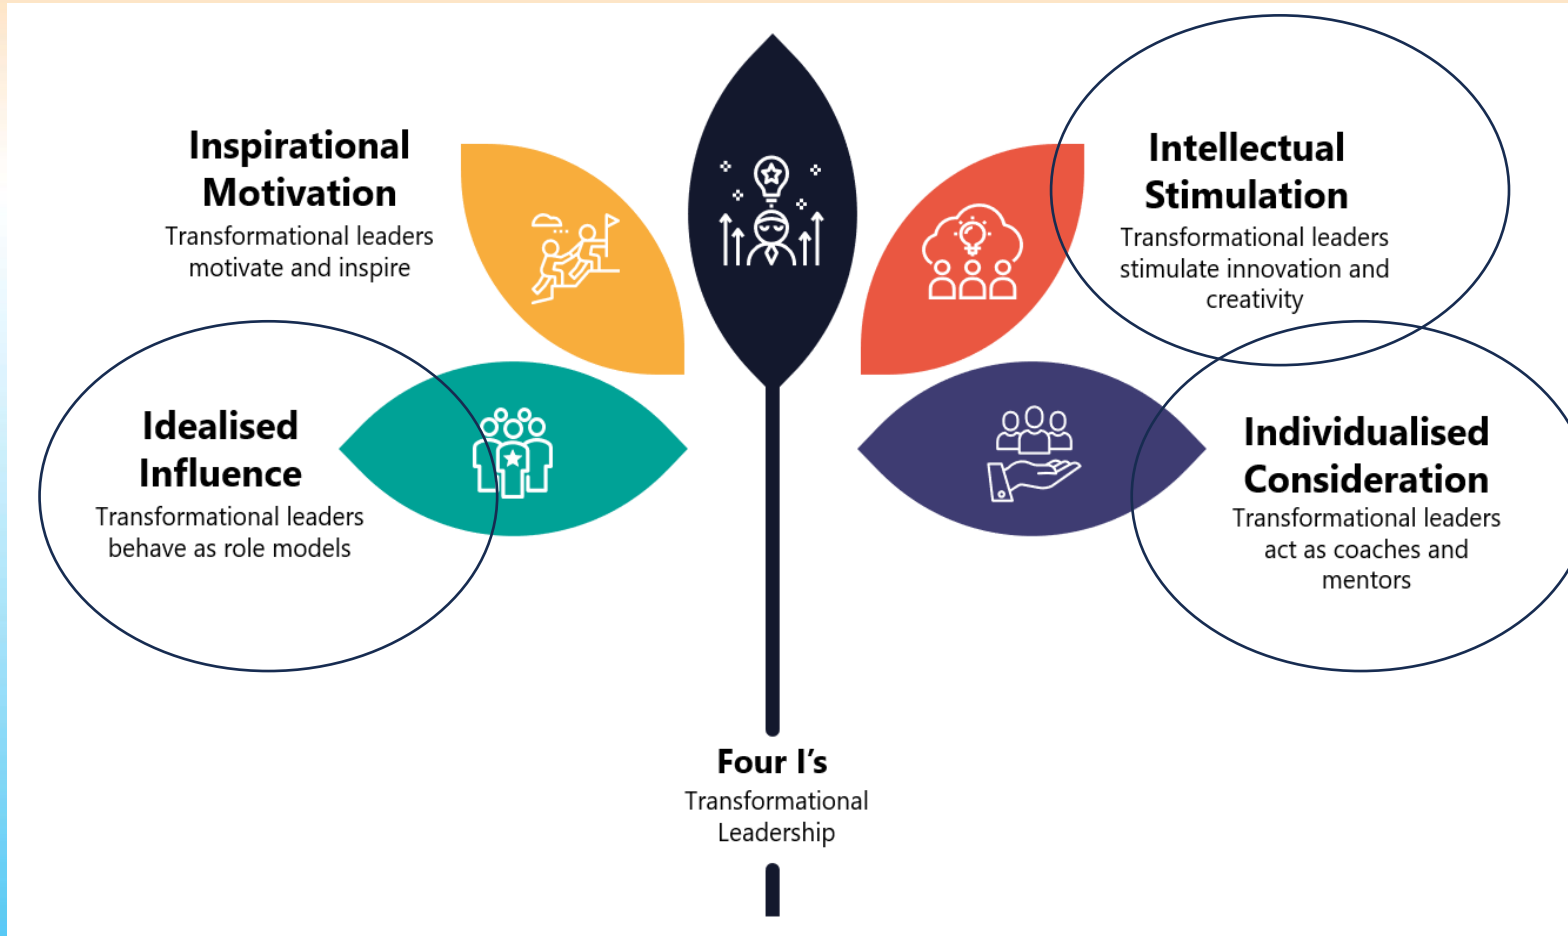 Inspirational
Motivation
Transformational leaders
motivate and inspire
Intellectual
Stimulation
Transformational leaders
stimulate innovation and
creativity
Idealised
Influence
Transformational leaders
behave as role models
Individualised
Consideration
Transformational leaders
act as coaches and
mentors
Four I's
Transformational
Leadership